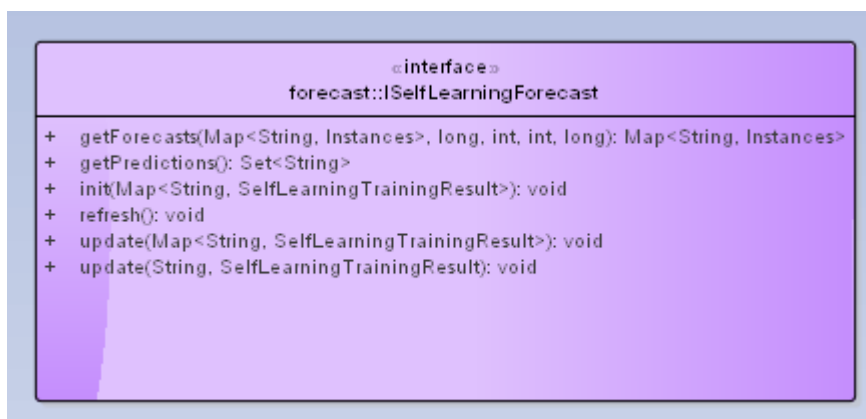 «interface»
forecast::ISelfLearningForecast
+ getForecasts(Map<String, Instances>, long, int, int, long): Map<String, Instances>
+ getPredictions(): Set<String>
+ init(Map<String, SelfLearningTrainingResult>): void
+ refresh(): void
+ update(Map<String, SelfLearningTrainingResult>): void
+ update(String, SelfLearningTrainingResult): void